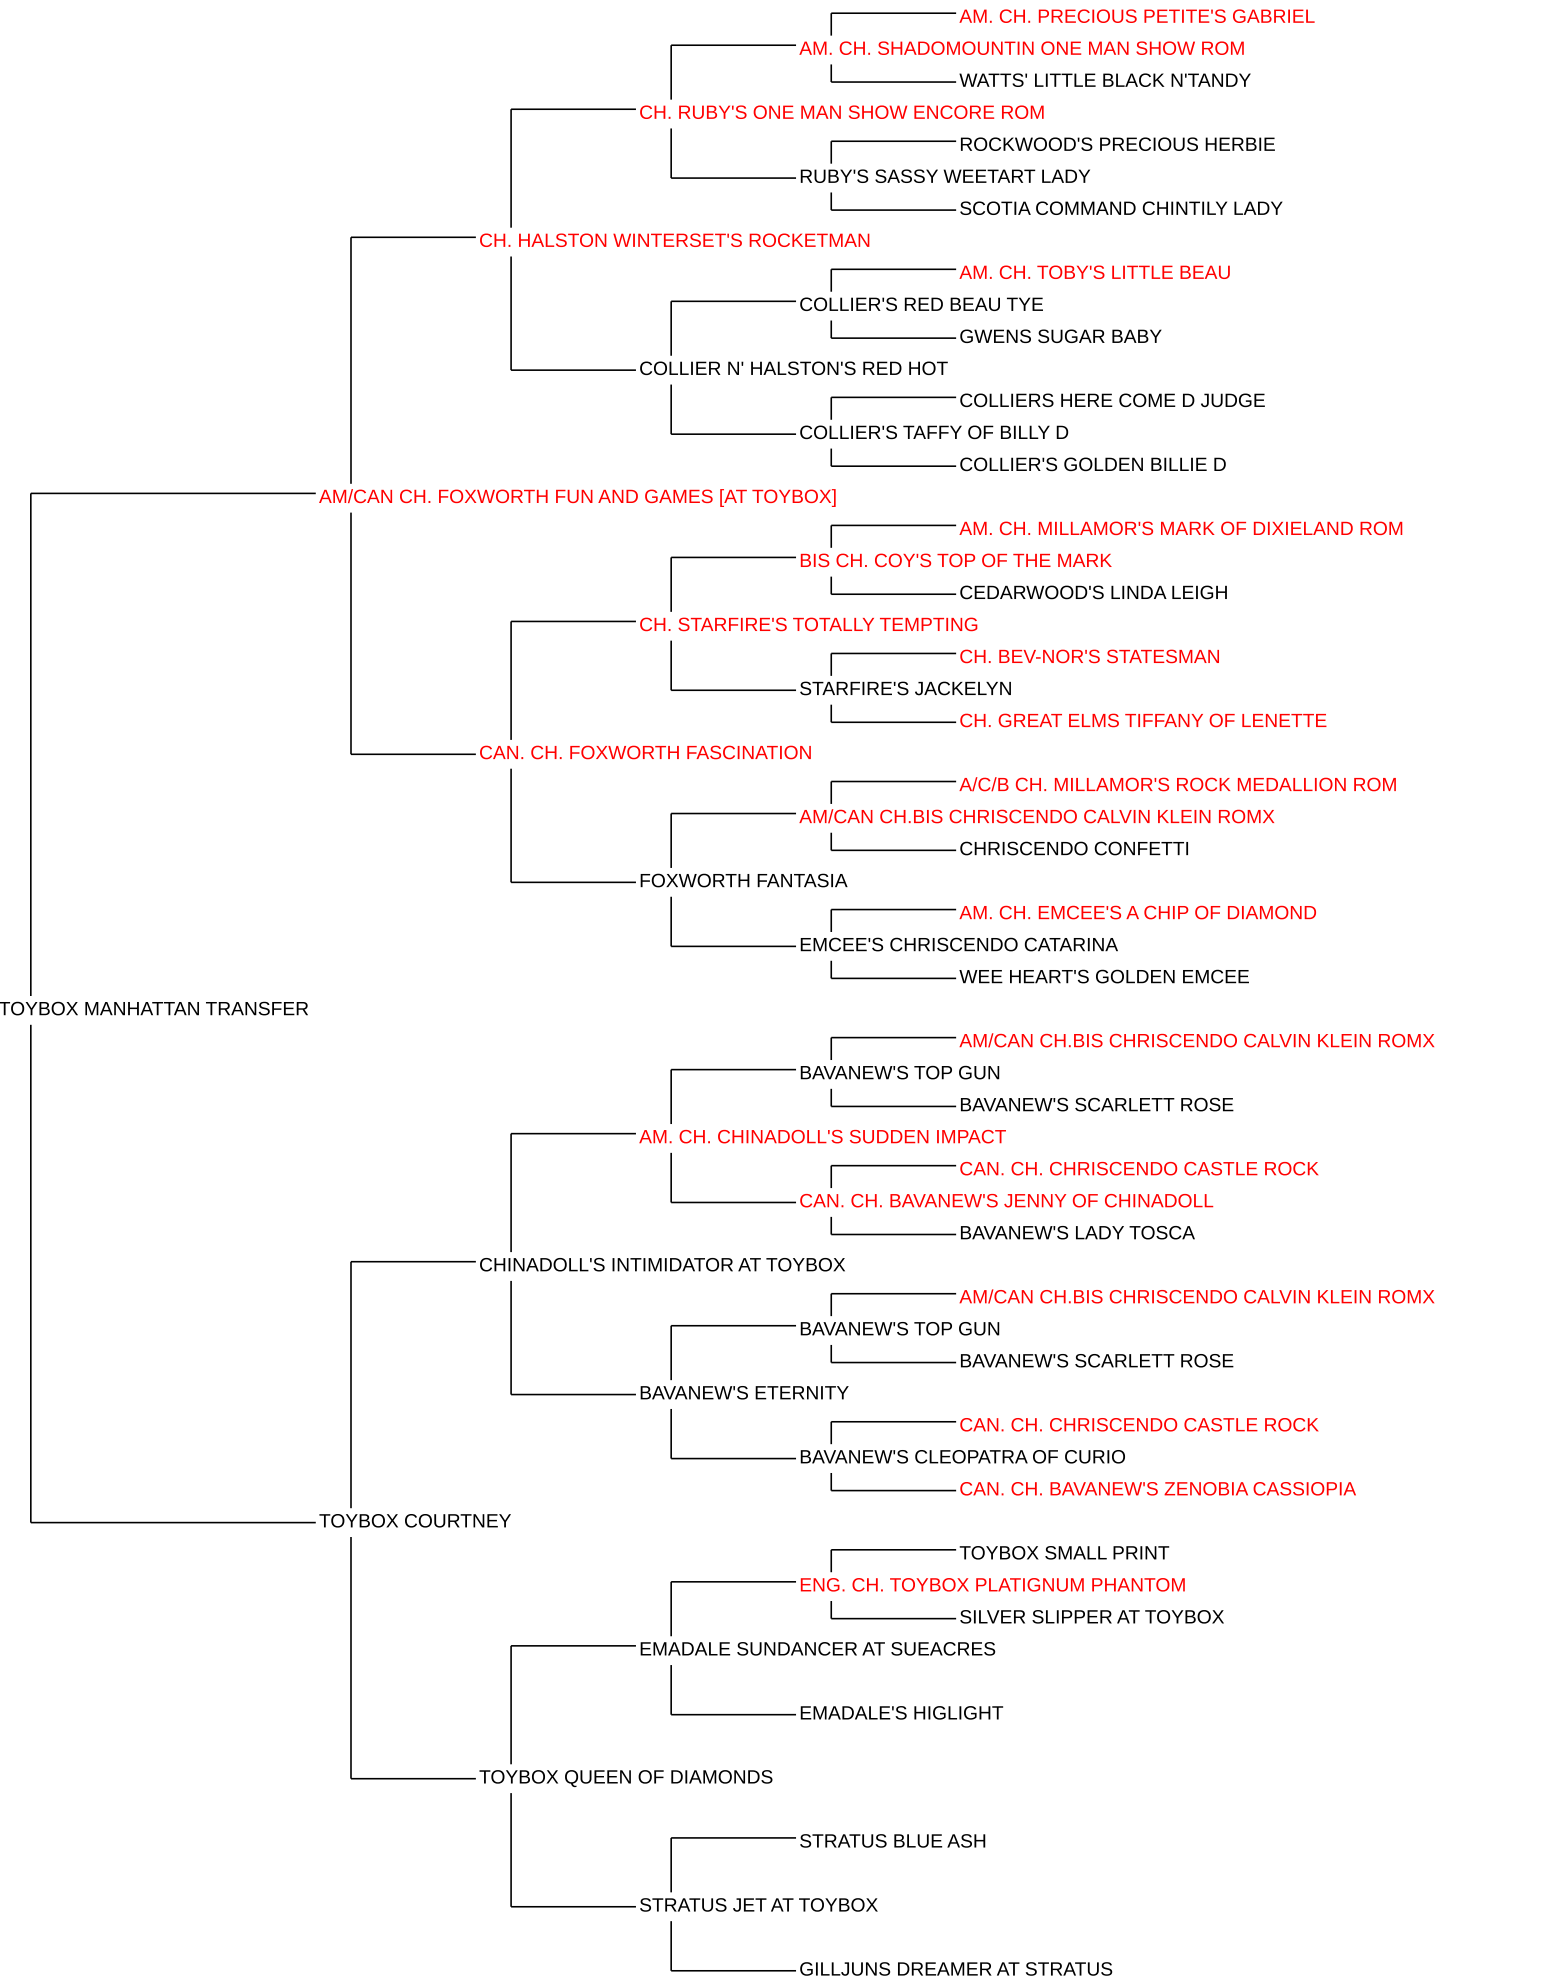 AM. CH. PRECIOUS PETITE'S GABRIEL
AM. CH. SHADOMOUNTIN ONE MAN SHOW ROM
WATTS' LITTLE BLACK N'TANDY
CH. RUBY'S ONE MAN SHOW ENCORE ROM
ROCKWOOD'S PRECIOUS HERBIE
RUBY'S SASSY WEETART LADY
SCOTIA COMMAND CHINTILY LADY
CH. HALSTON WINTERSET'S ROCKETMAN
AM. CH. TOBY'S LITTLE BEAU
COLLIER'S RED BEAU TYE
GWENS SUGAR BABY
COLLIER N' HALSTON'S RED HOT
COLLIERS HERE COME D JUDGE
COLLIER'S TAFFY OF BILLY D
COLLIER'S GOLDEN BILLIE D
AM/CAN CH. FOXWORTH FUN AND GAMES [AT TOYBOX]
AM. CH. MILLAMOR'S MARK OF DIXIELAND ROM
BIS CH. COY'S TOP OF THE MARK
CEDARWOOD'S LINDA LEIGH
CH. STARFIRE'S TOTALLY TEMPTING
CH. BEV-NOR'S STATESMAN
STARFIRE'S JACKELYN
CH. GREAT ELMS TIFFANY OF LENETTE
CAN. CH. FOXWORTH FASCINATION
A/C/B CH. MILLAMOR'S ROCK MEDALLION ROM
AM/CAN CH.BIS CHRISCENDO CALVIN KLEIN ROMX
CHRISCENDO CONFETTI
FOXWORTH FANTASIA
AM. CH. EMCEE'S A CHIP OF DIAMOND
EMCEE'S CHRISCENDO CATARINA
WEE HEART'S GOLDEN EMCEE
TOYBOX MANHATTAN TRANSFER
AM/CAN CH.BIS CHRISCENDO CALVIN KLEIN ROMX
BAVANEW'S TOP GUN
BAVANEW'S SCARLETT ROSE
AM. CH. CHINADOLL'S SUDDEN IMPACT
CAN. CH. CHRISCENDO CASTLE ROCK
CAN. CH. BAVANEW'S JENNY OF CHINADOLL
BAVANEW'S LADY TOSCA
CHINADOLL'S INTIMIDATOR AT TOYBOX
AM/CAN CH.BIS CHRISCENDO CALVIN KLEIN ROMX
BAVANEW'S TOP GUN
BAVANEW'S SCARLETT ROSE
BAVANEW'S ETERNITY
CAN. CH. CHRISCENDO CASTLE ROCK
BAVANEW'S CLEOPATRA OF CURIO
CAN. CH. BAVANEW'S ZENOBIA CASSIOPIA
TOYBOX COURTNEY
TOYBOX SMALL PRINT
ENG. CH. TOYBOX PLATIGNUM PHANTOM
SILVER SLIPPER AT TOYBOX
EMADALE SUNDANCER AT SUEACRES
EMADALE'S HIGLIGHT
TOYBOX QUEEN OF DIAMONDS
STRATUS BLUE ASH
STRATUS JET AT TOYBOX
GILLJUNS DREAMER AT STRATUS